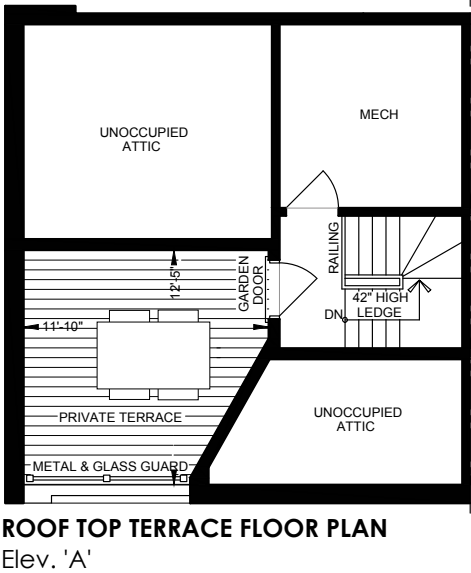 UNOCCUPIED
ATTIC
MECH
GARDEN
DOOR
RAILING
12'-5"
11'-10"
42" HIGH
LEDGE
DN
PRIVATE TERRACE
UNOCCUPIED
ATTIC
METAL & GLASS GUARD
ROOF TOP TERRACE FLOOR PLAN
Elev. 'A'